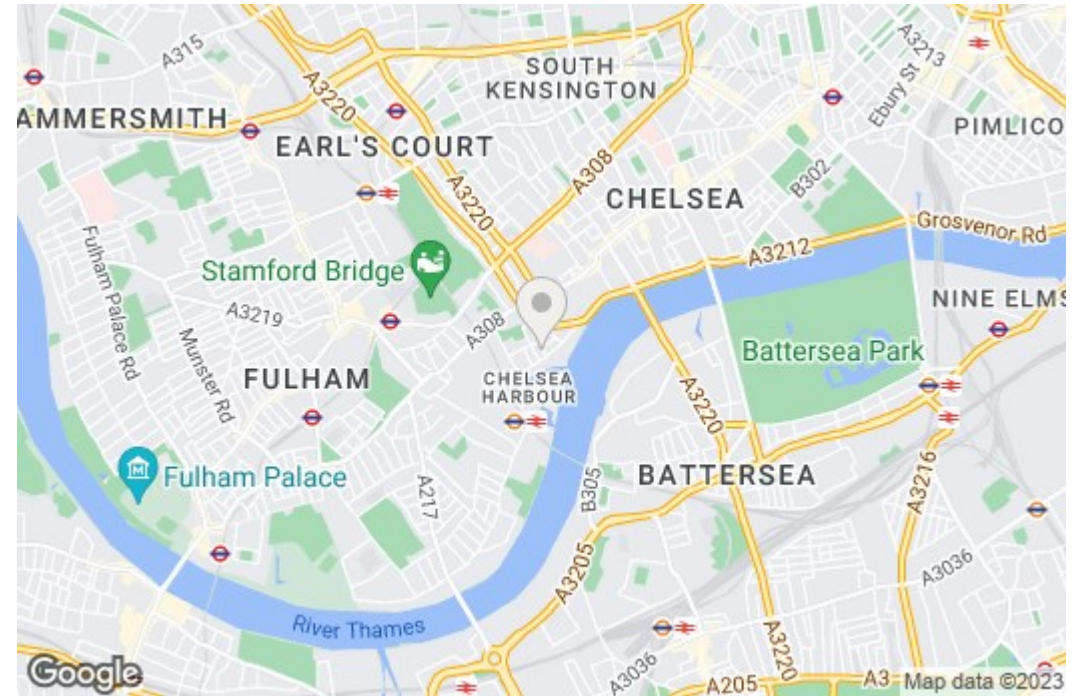 A315
A3220
SOUTH
KENSINGTON
A3213
Ebury St
AMMERSMITH
EARL'S COURT
PIMLICO
A308
A3220
CHELSEA
B302
Grosvenor Rd
A3212
Stamford Bridge
Fulham Palace Rd
A3219
A308
NINE ELMS
Munster Rd
FULHAM
CHELSEA
HARBOUR
Battersea Park
A3220
Fulham Palace
A217
B305
BATTERSEA
A3216
A3205
A3036
River Thames
A3220
A3036
Google
A205
A3
Map data ©2023